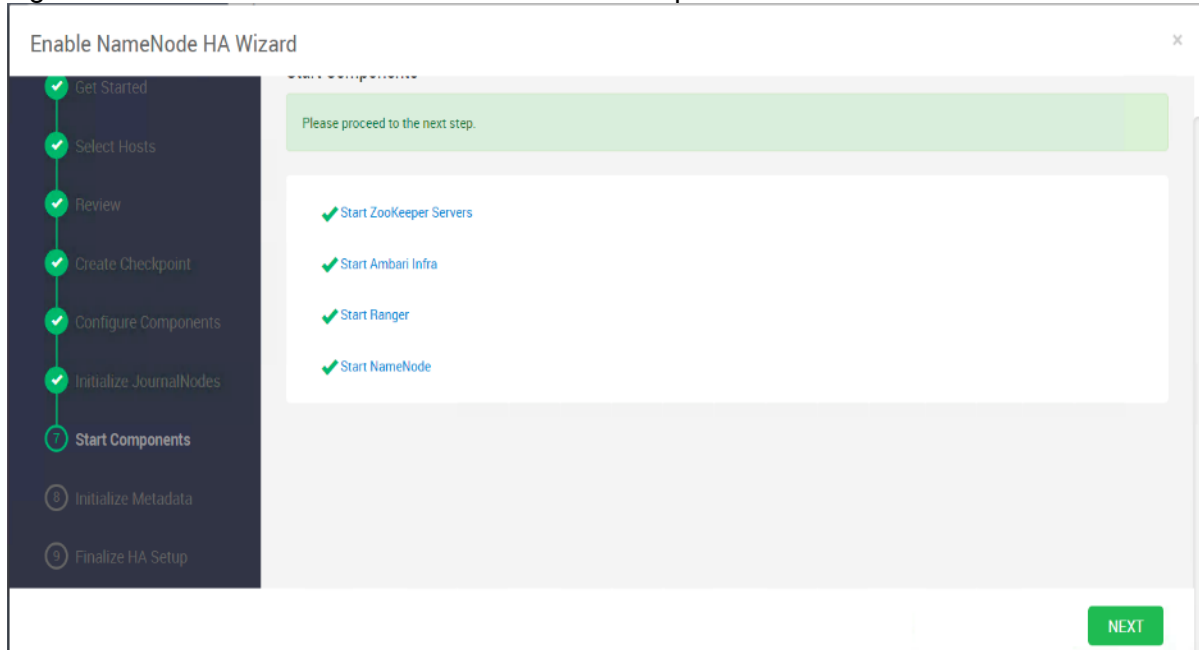 Enable NameNode HA Wizard
×
Get Started
Select Hosts
Review
Create Checkpoint
Configure Components
Initialize JournalNodes
7 Start Components
8 Initialize Metadata
9 Finalize HA Setup
Start Components
Please proceed to the next step.
Start ZooKeeper Servers
Start Ambari Infra
Start Ranger
Start NameNode
NEXT